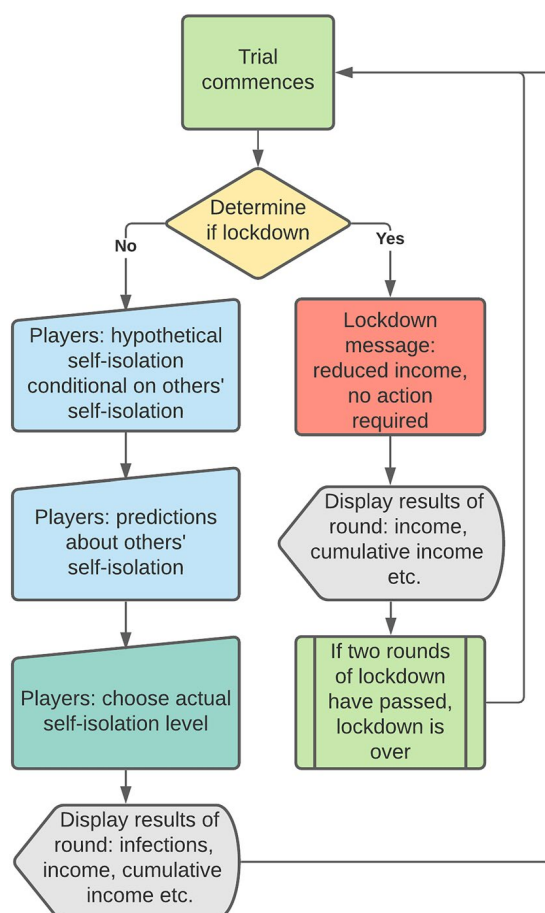 Trial
commences
Determine
if lockdown
No
Yes
Players: hypothetical
self-isolation
conditional on others'
self-isolation
Lockdown
message:
reduced income,
no action
required
Players: predictions
about others'
self-isolation
Display results of
round: income,
cumulative income
etc.
Players: choose actual
self-isolation level
If two rounds
of lockdown
have passed,
lockdown is
over
Display results of
round: infections,
income, cumulative
income etc.